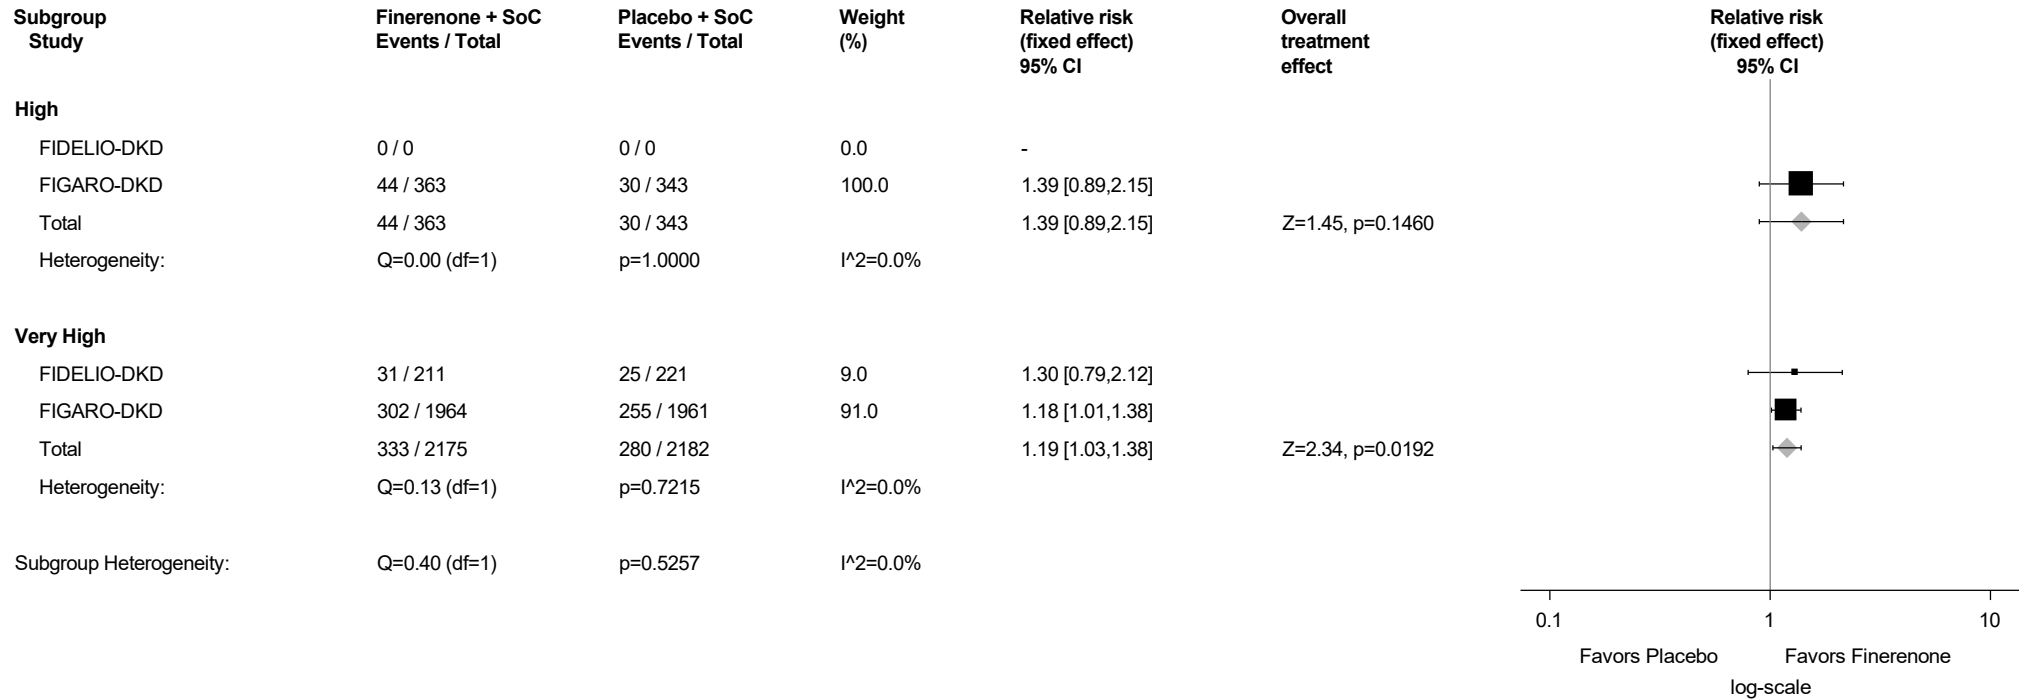 Subgroup Finerenone + SoC Placebo + SoC Weight Relative risk Overall Relative risk
Study Events / Total Events / Total (%) (fixed effect) treatment (fixed effect)
95% CI effect 95% CI
High
FIDELIO-DKD 0 / 0 0 / 0 0.0 -
FIGARO-DKD 44 / 363 30 / 343 100.0 1.39 [0.89,2.15]
Total 44 / 363 30 / 343 1.39 [0.89,2.15] Z=1.45, p=0.1460
Heterogeneity: Q=0.00 (df=1) p=1.0000 I^2=0.0%
Very High
FIDELIO-DKD 31 / 211 25 / 221 9.0 1.30 [0.79,2.12]
FIGARO-DKD 302 / 1964 255 / 1961 91.0 1.18 [1.01,1.38]
Total 333 / 2175 280 / 2182 1.19 [1.03,1.38] Z=2.34, p=0.0192
Heterogeneity: Q=0.13 (df=1) p=0.7215 I^2=0.0%
Subgroup Heterogeneity: Q=0.40 (df=1) p=0.5257 I^2=0.0%
0.1 1 10
Favors Placebo Favors Finerenone
log-scale